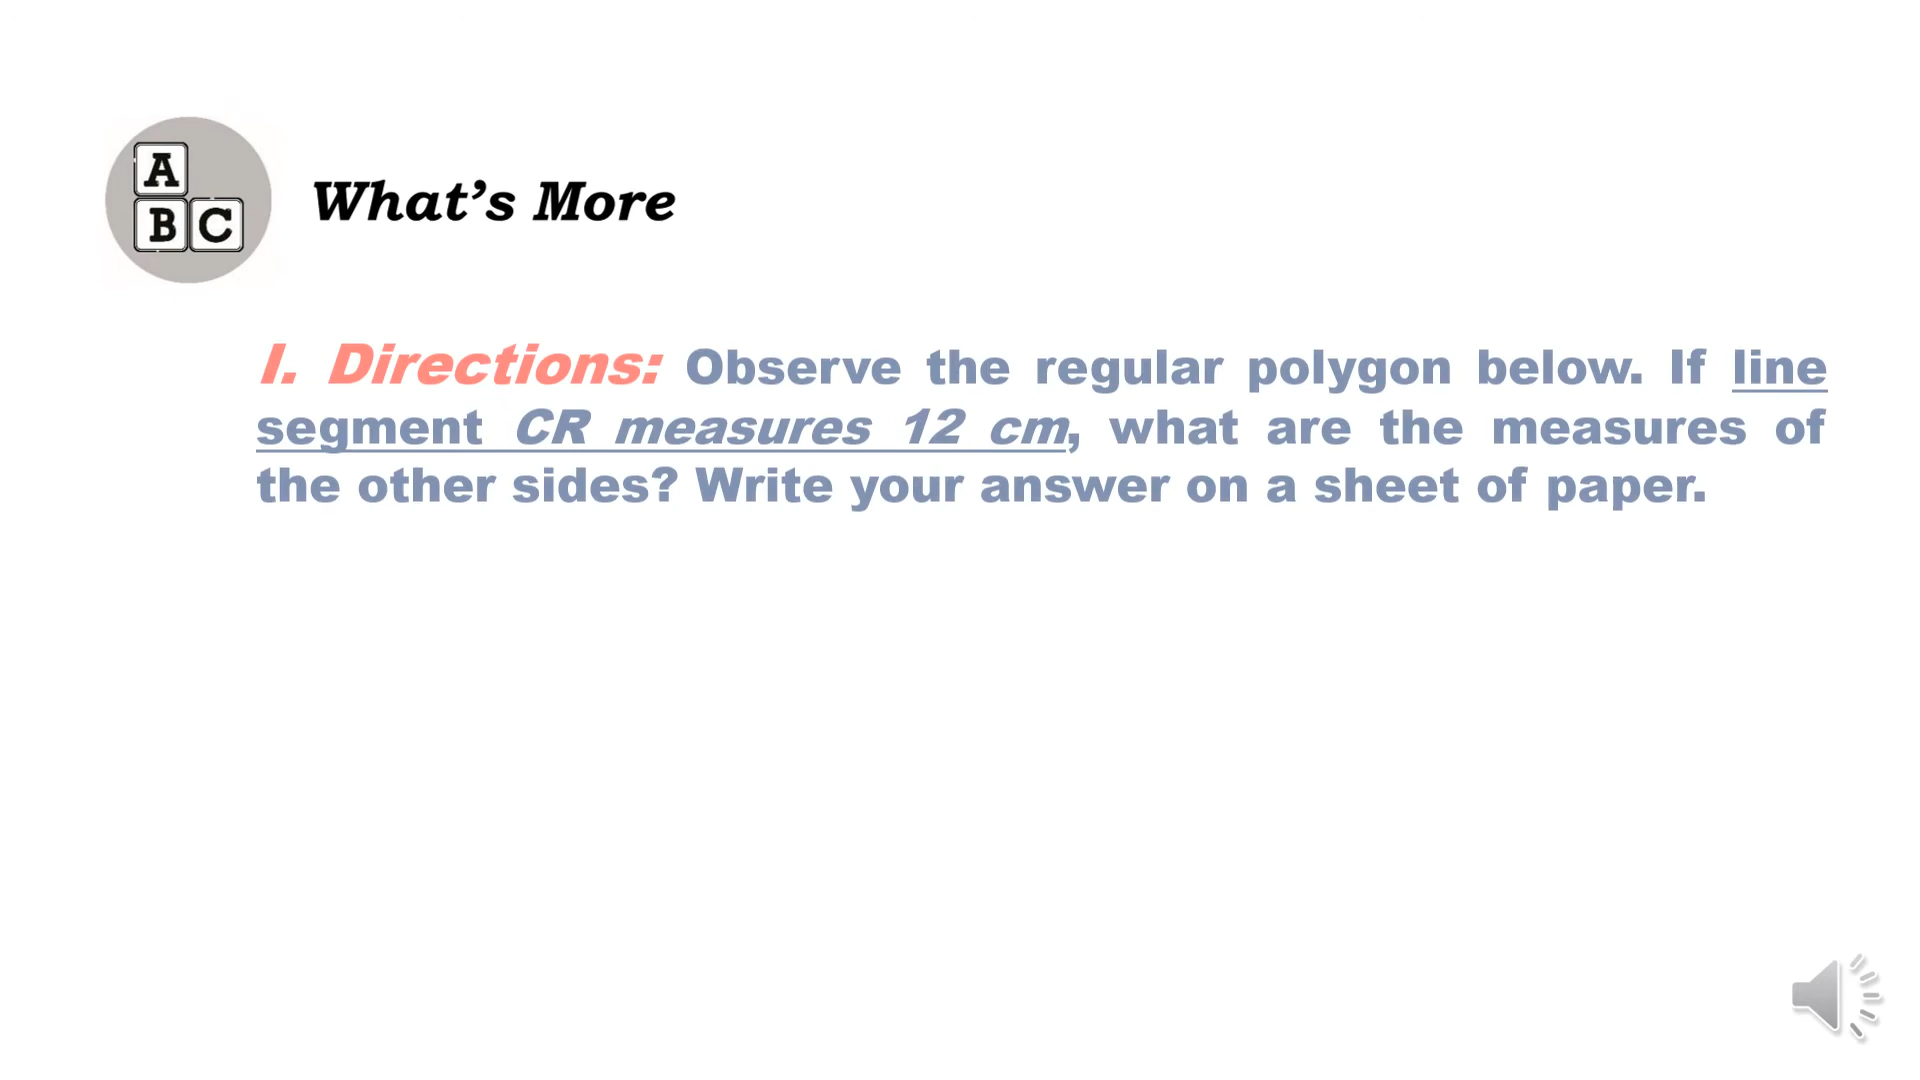 A
B C
What's More
I. Directions: Observe the regular polygon below. If line
segment CR measures 12 cm, what are the measures of
the other sides? Write your answer on a sheet of paper.